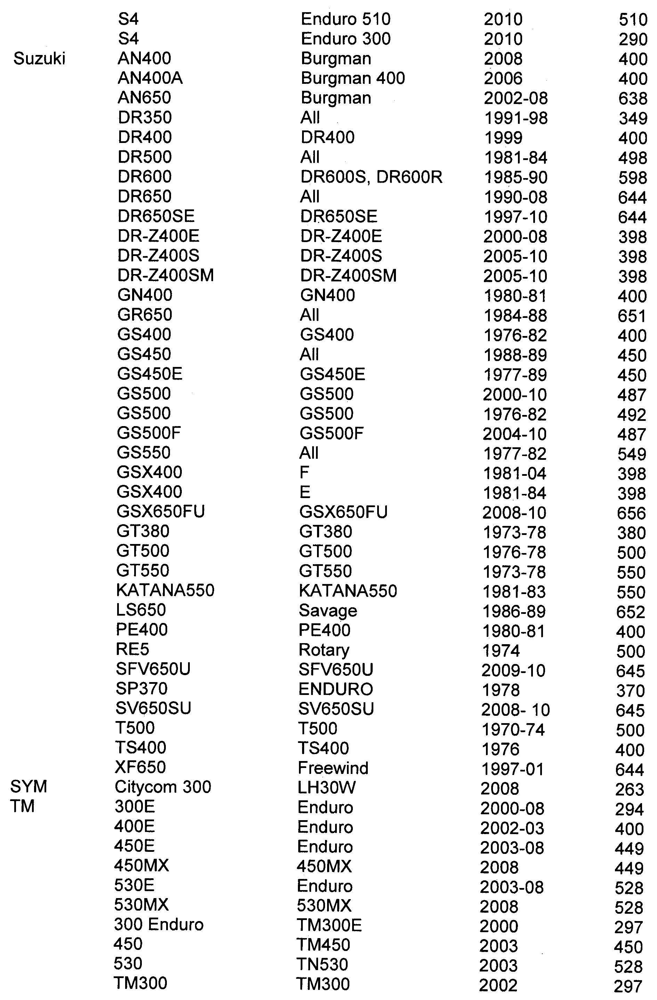 S4 Enduro 510 2010 510
S4 Enduro 300 2010 290
Suzuki AN400 Burgman 2008 400
AN400A Burgman 400 2006 400
AN650 Burgman 2002-08 638
DR350 All 1991-98 349
DR400 DR400 1999 400
DR500 All 1981-84 498
DR600 DR600S, DR600R 1985-90 598
DR650 All 1990-08 644
DR650SE DR650SE 1997-10 644
DR-Z400E DR-Z400E 2000-08 398
DR-Z400S DR-Z400S 2005-10 398
DR-Z400SM DR-Z400SM 2005-10 398
GN400 GN400 1980-81 400
GR650 All 1984-88 651
GS400 GS400 1976-82 400
GS450 All 1988-89 450
GS450E GS450E 1977-89 450
GS500 GS500 2000-10 487
GS500 GS500 1976-82 492
GS500F GS500F 2004-10 487
GS550 All 1977-82 549
GSX400 F 1981-04 398
GSX400 E 1981-84 398
GSX650FU GSX650FU 2008-10 656
GT380 GT380 1973-78 380
GT500 GT500 1976-78 500
GT550 GT550 1973-78 550
KATANA550 KATANA550 1981-83 550
LS650 Savage 1986-89 652
PE400 PE400 1980-81 400
RE5 Rotary 1974 500
SFV650U SFV650U 2009-10 645
SP370 ENDURO 1978 370
SV650SU SV650SU 2008- 10 645
T500 T500 1970-74 500
TS400 TS400 1976 400
XF650 Freewind 1997-01 644
SYM Citycom 300 LH30W 2008 263
TM 300E Enduro 2000-08 294
400E Enduro 2002-03 400
450E Enduro 2003-08 449
450MX 450MX 2008 449
530E Enduro 2003-08 528
530MX 530MX 2008 528
300 Enduro TM300E 2000 297
450 TM450 2003 450
530 TN530 2003 528
TM300 TM300 2002 297